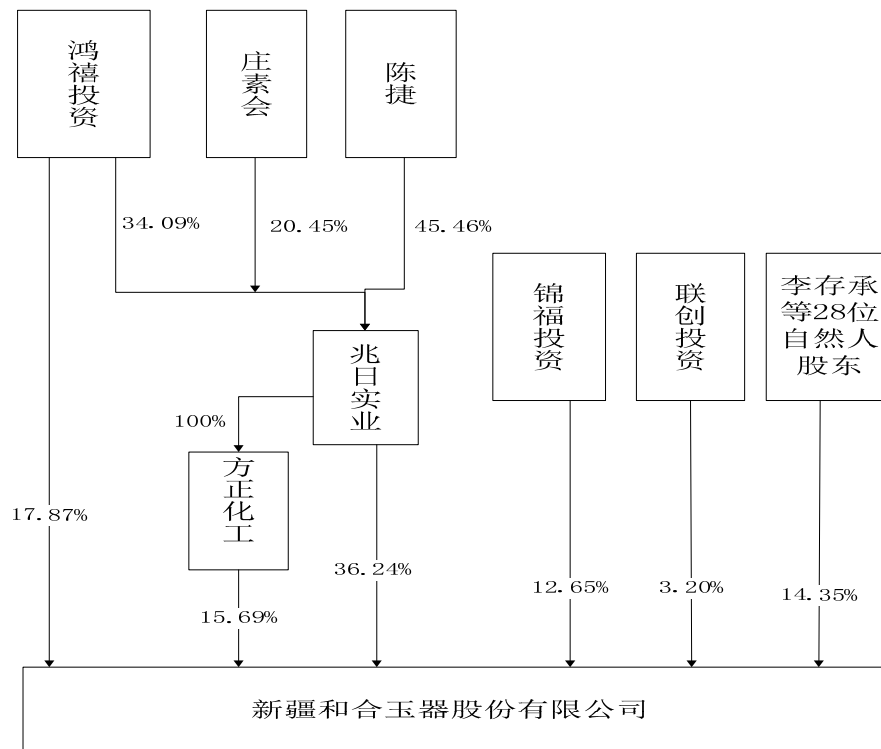 鸿禧投资
庄素会
陈捷
34.09%
20.45%
45.46%
锦福投资
联创投资
李存承
等28位
自然人
股东
兆日实业
100%
方正化工
17.87%
36.24%
12.65%
3.20%
14.35%
15.69%
新疆和合玉器股份有限公司